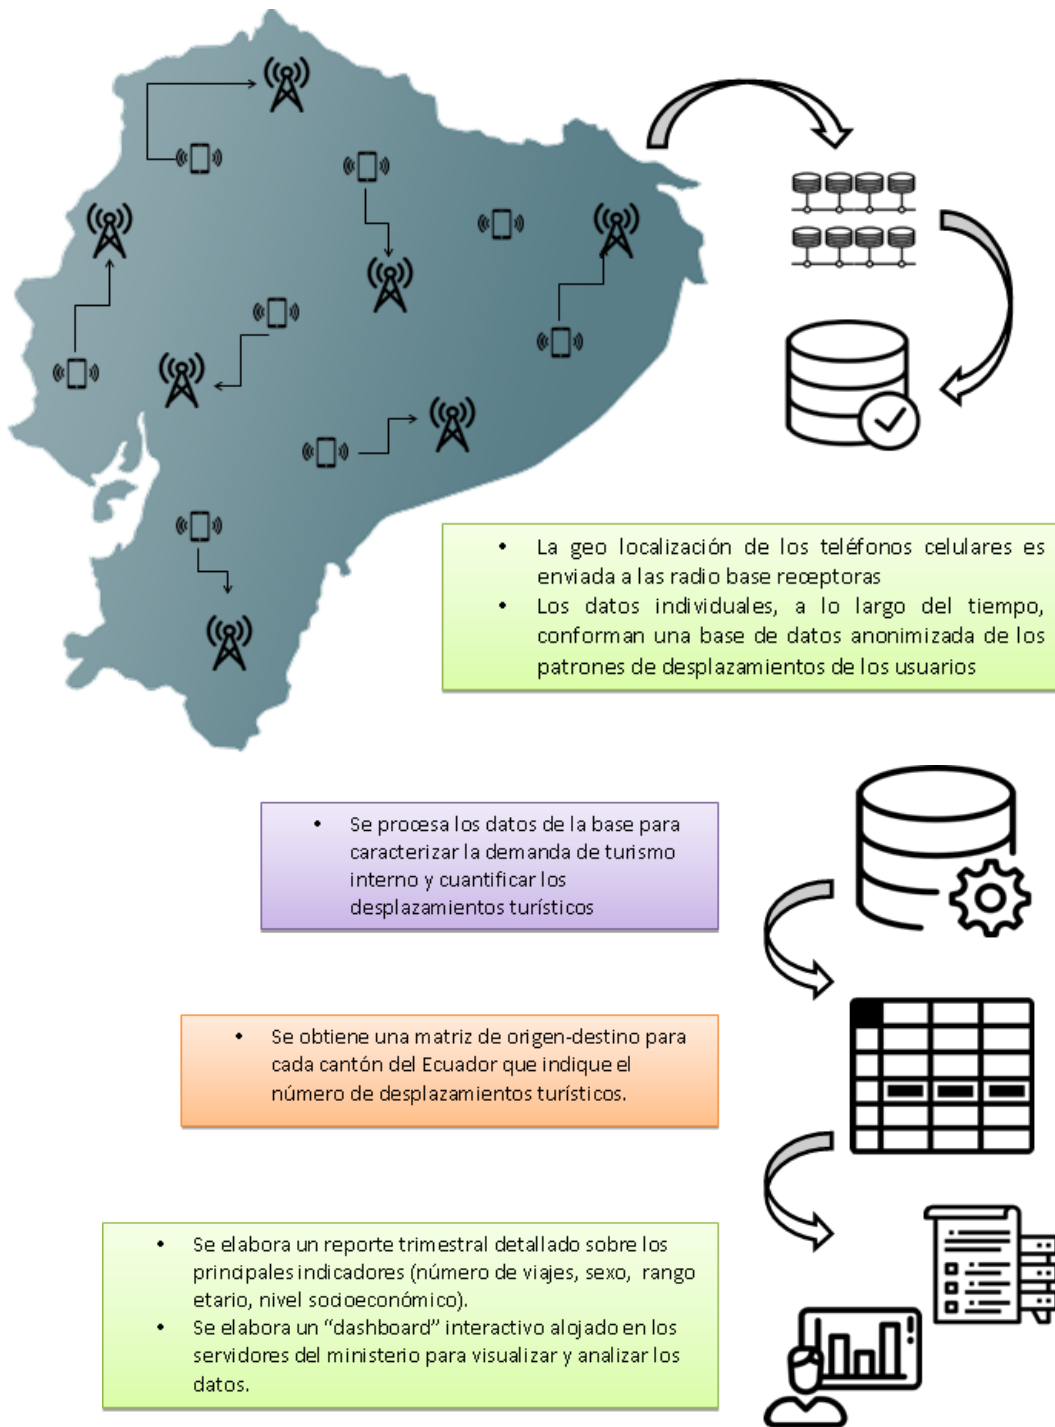 • La geo localización de los teléfonos celulares es
enviada a las radio base receptoras
• Los datos individuales, a lo largo del tiempo,
conforman una base de datos anonimizada de los
patrones de desplazamientos de los usuarios
• Se procesa los datos de la base para
caracterizar la demanda de turismo
interno y cuantificar los
desplazamientos turísticos
• Se obtiene una matriz de origen-destino para
cada cantón del Ecuador que indique el
número de desplazamientos turísticos.
• Se elabora un reporte trimestral detallado sobre los
principales indicadores (número de viajes, sexo, rango
etario, nivel socioeconómico).
• Se elabora un “dashboard” interactivo alojado en los
servidores del ministerio para visualizar y analizar los
datos.